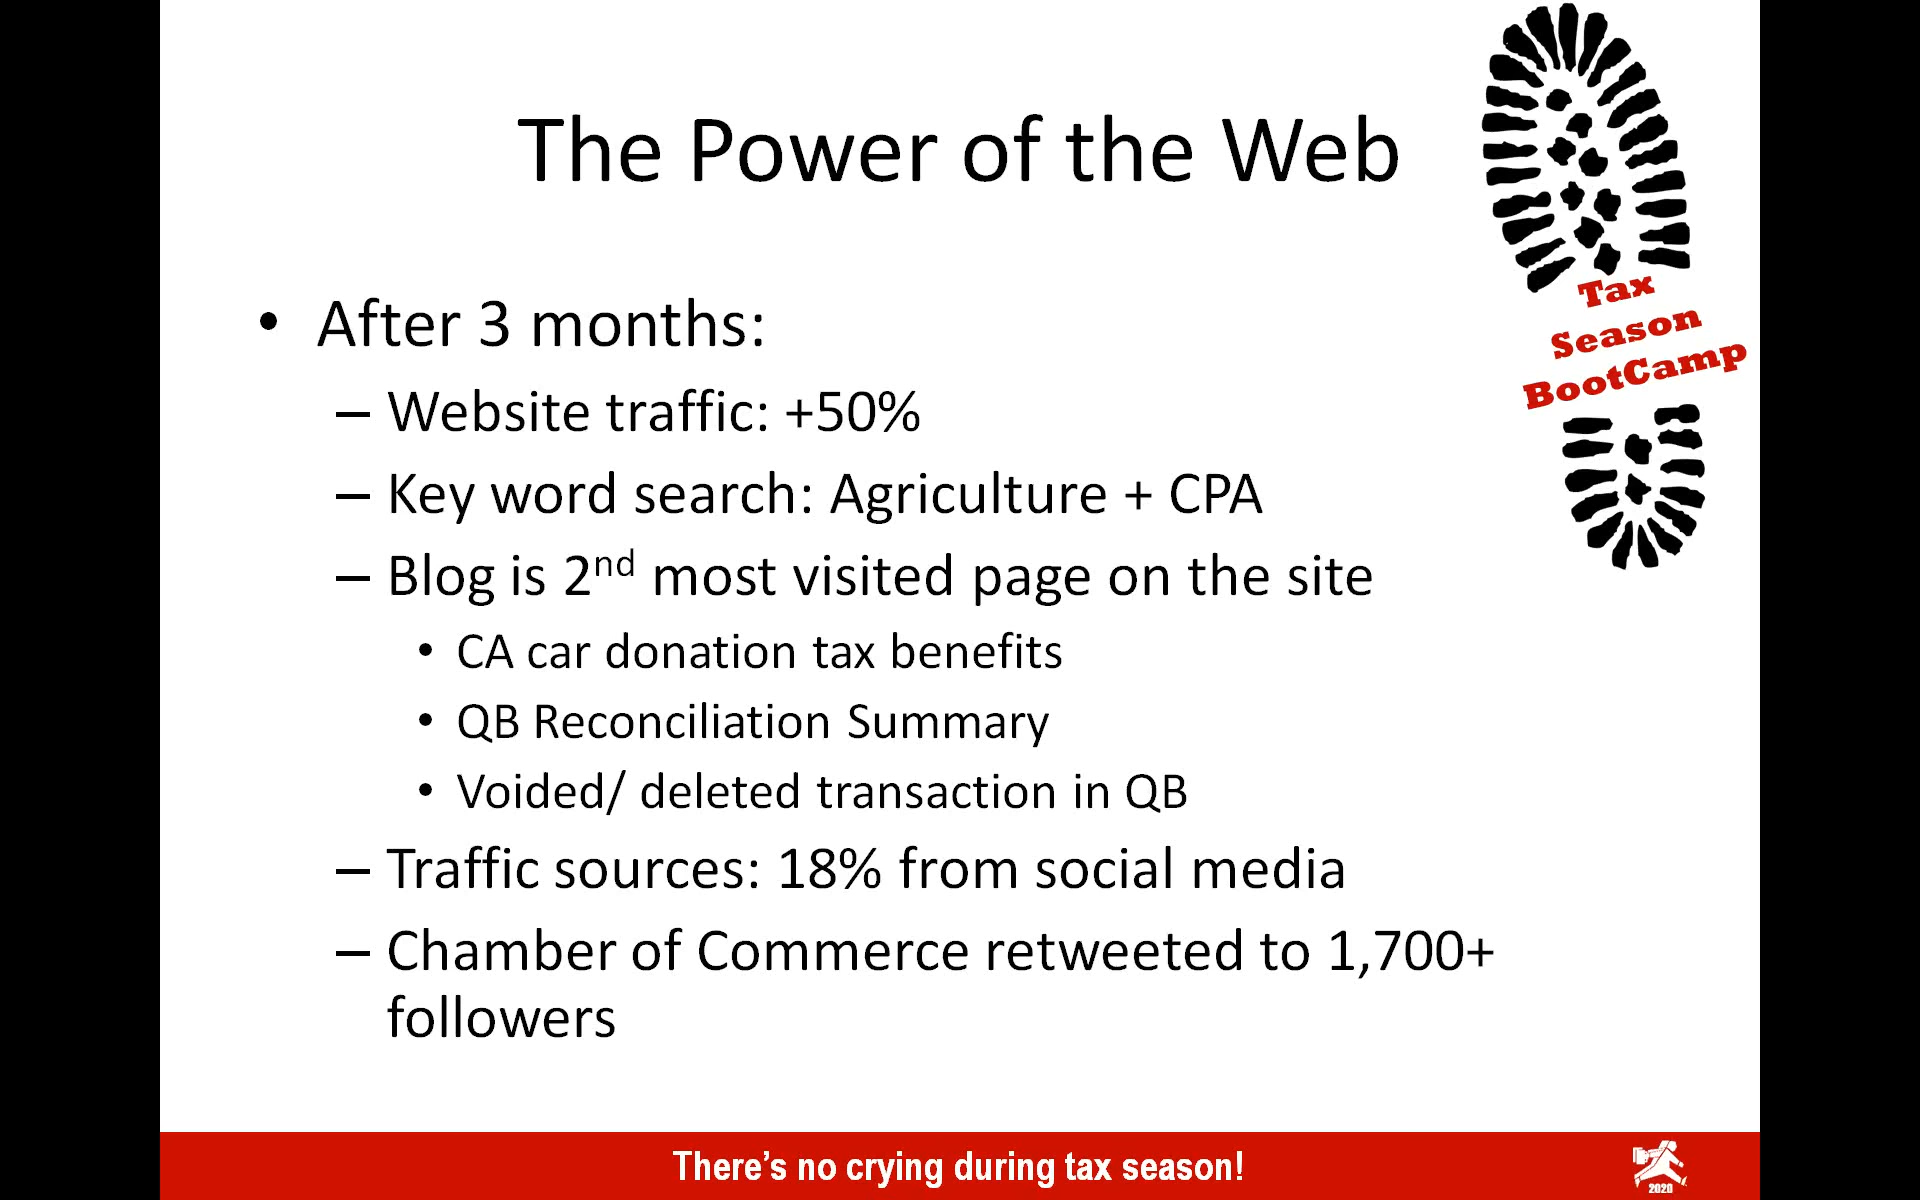 The Power of the Web
Tax
Season
BootCamp
• After 3 months:
– Website traffic: +50%
– Key word search: Agriculture + CPA
– Blog is 2nd most visited page on the site
• CA car donation tax benefits
• QB Reconciliation Summary
• Voided/ deleted transaction in QB
– Traffic sources: 18% from social media
– Chamber of Commerce retweeted to 1,700+
followers
There's no crying during tax season!
2020